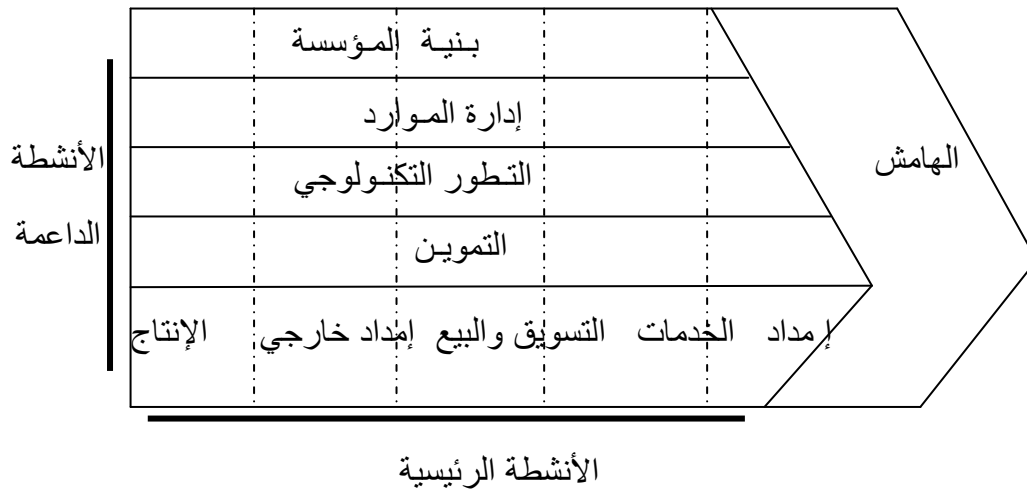 بنية المؤسسة
إدارة الموارد
التطور التكنولوجي
التموين
إمداد الخدمات التسويق والبيع إمداد خارجي الإنتاج
الأنشطة
الداعمة
الهامش
الأنشطة الرئيسية